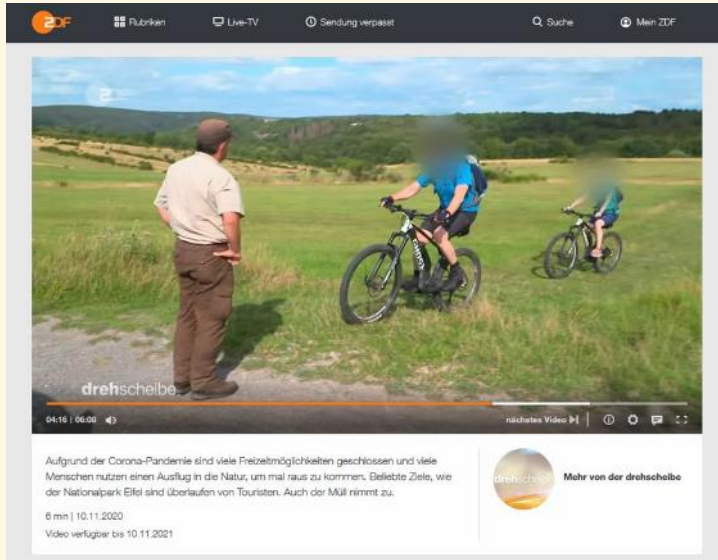 ZDF Rubriken Live-TV Sendung verpasst Suche Mein ZDF
drehscheibe
04:16 | 06:08 nächstes Video
Aufgrund der Corona-Pandemie sind viele Freizeitmöglichkeiten geschlossen und viele
Menschen nutzen einen Ausflug in die Natur, um mal raus zu kommen. Beliebte Ziele, wie
der Nationalpark Eifel sind überlaufen von Touristen. Auch der Müll nimmt zu.
6 min | 10.11.2020
Video verfügbar bis 10.11.2021
drehscheibe
Mehr von der drehscheibe